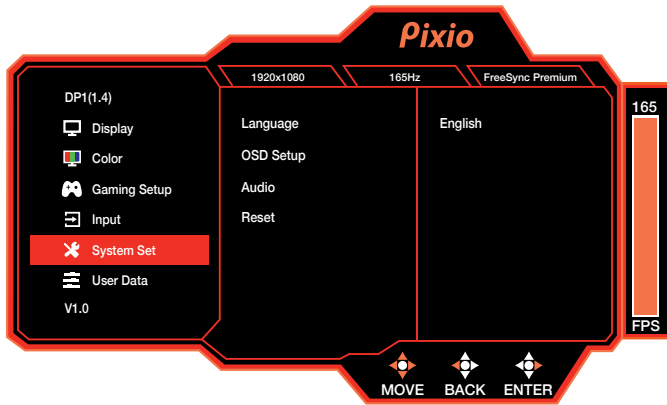 Pixio
1920x1080
165Hz
FreeSync Premium
DP1(1.4)
Display
Color
Gaming Setup
Input
System Set
User Data
V1.0
Language
OSD Setup
Audio
Reset
English
165
FPS
MOVE
BACK
ENTER